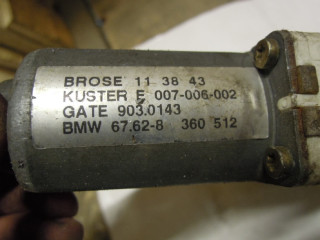 BROSE 11 38 43
KUSTER E 007-006-002
GATE 903.0143
BMW 67.62-8 360 512